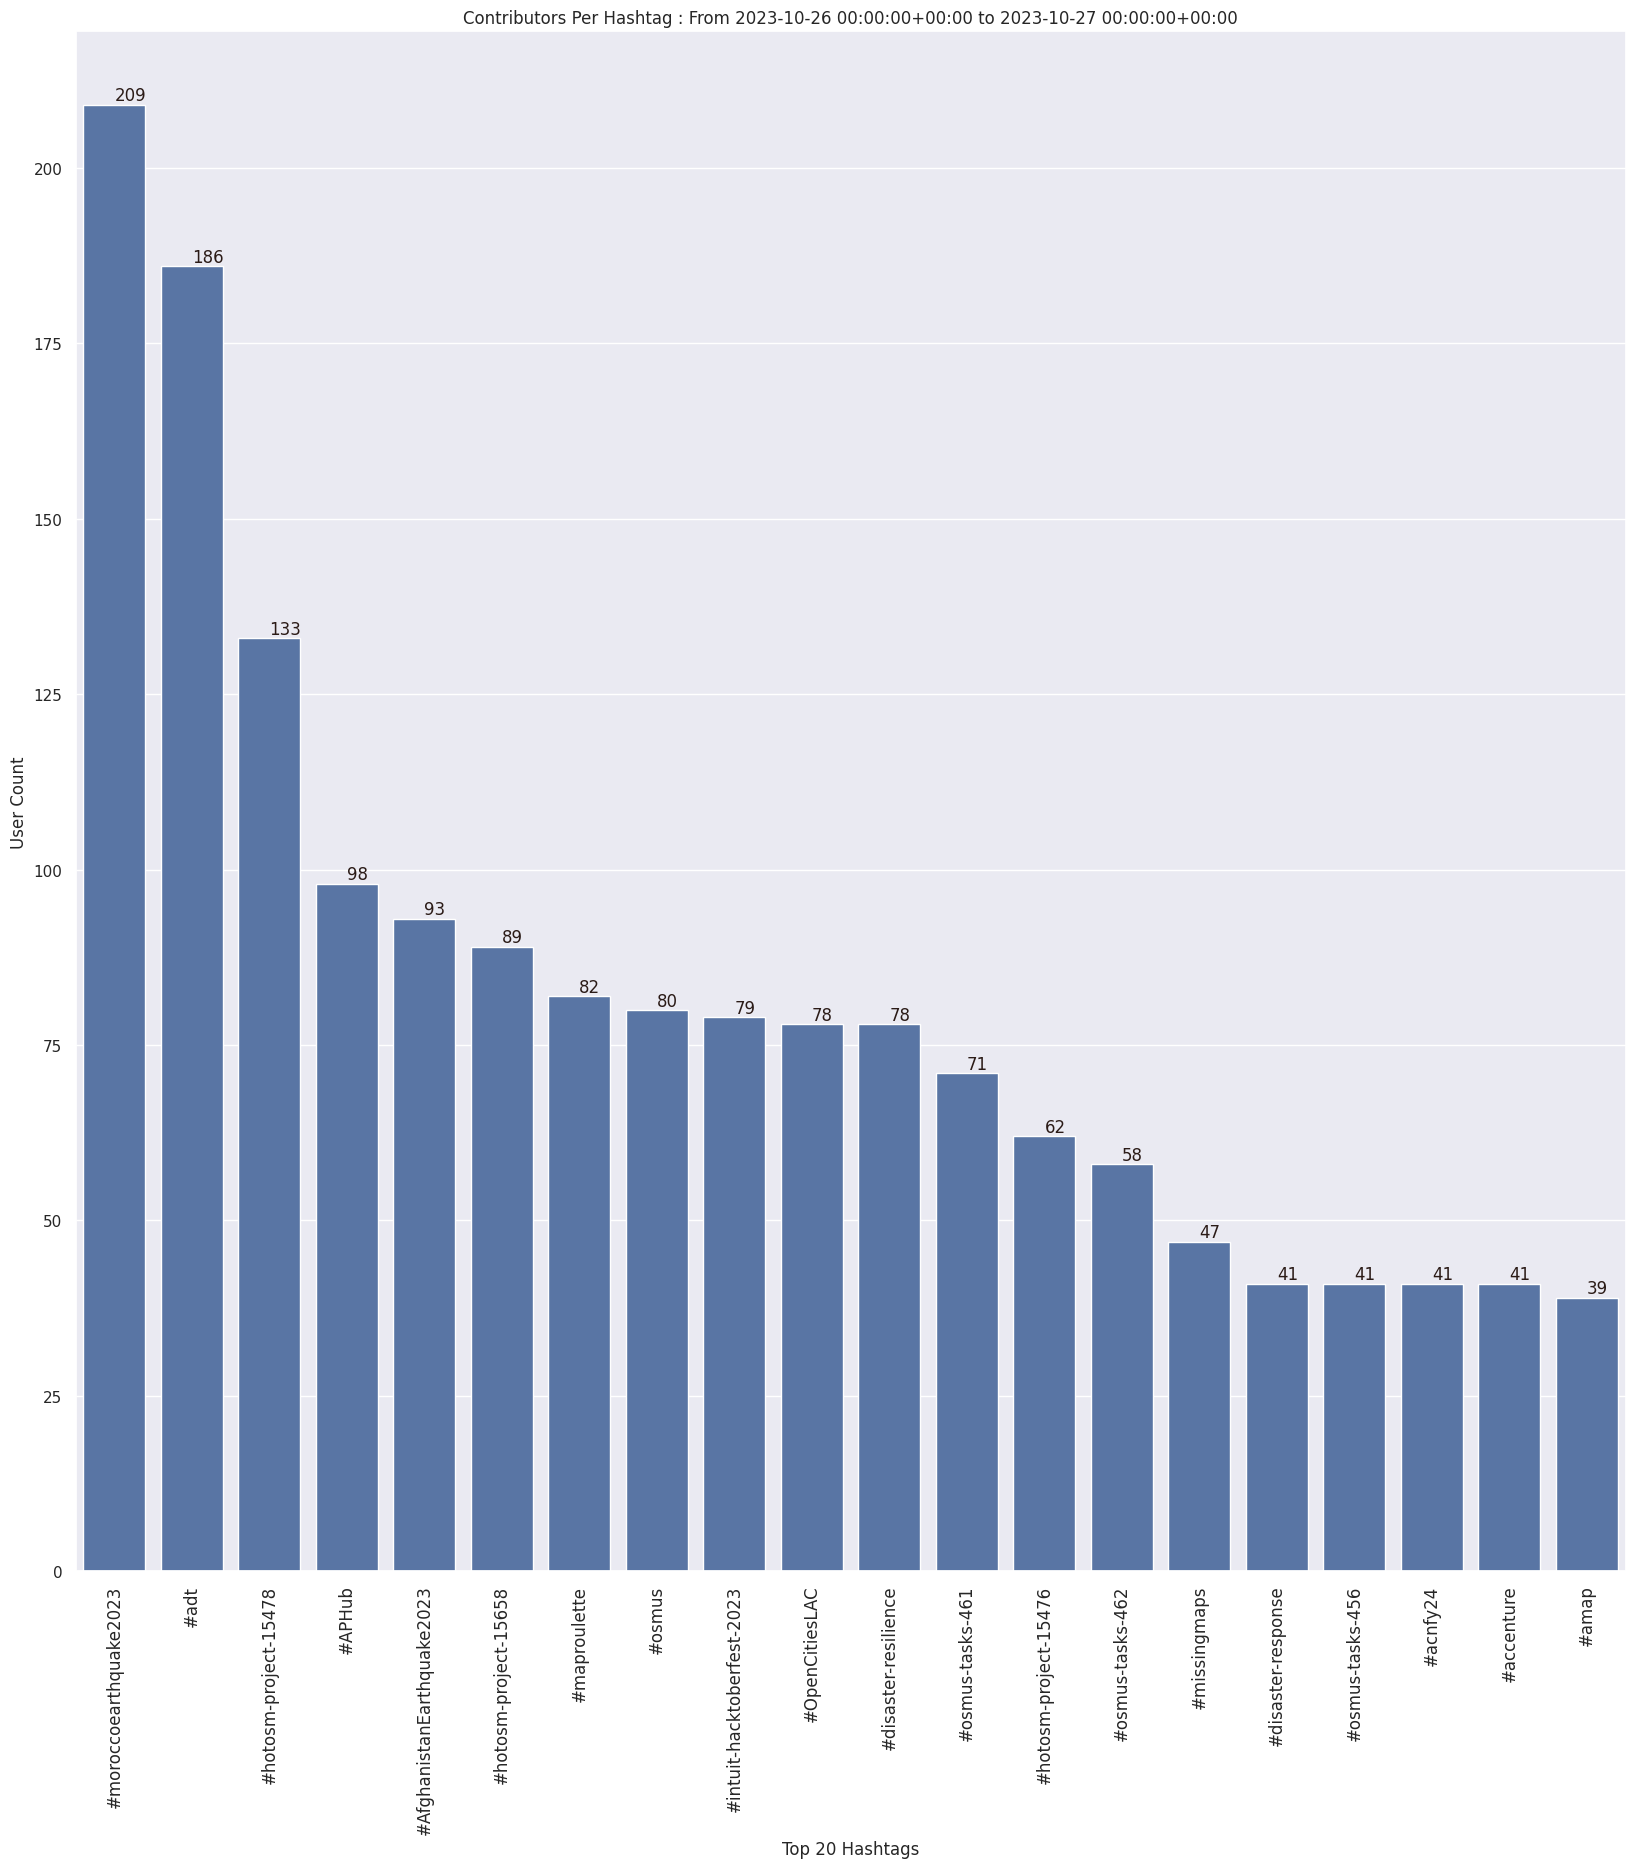 Contributors Per Hashtag : From 2023-10-26 00:00:00+00:00 to 2023-10-27 00:00:00+00:00
209
186
133
98
93
89
82
80
79
78
78
71
62
58
47
41
41
41
41
39
200
175
150
125
100
75
50
25
0
User Count
#moroccoearthquake2023
#adt
#hotosm-project-15478
#APHub
#AfghanistanEarthquake2023
#hotosm-project-15658
#maproulette
#osmus
#intuit-hacktoberfest-2023
#OpenCitiesLAC
#disaster-resilience
#osmus-tasks-461
#hotosm-project-15476
#osmus-tasks-462
#missingmaps
#disaster-response
#osmus-tasks-456
#acnfy24
#accenture
#amap
Top 20 Hashtags